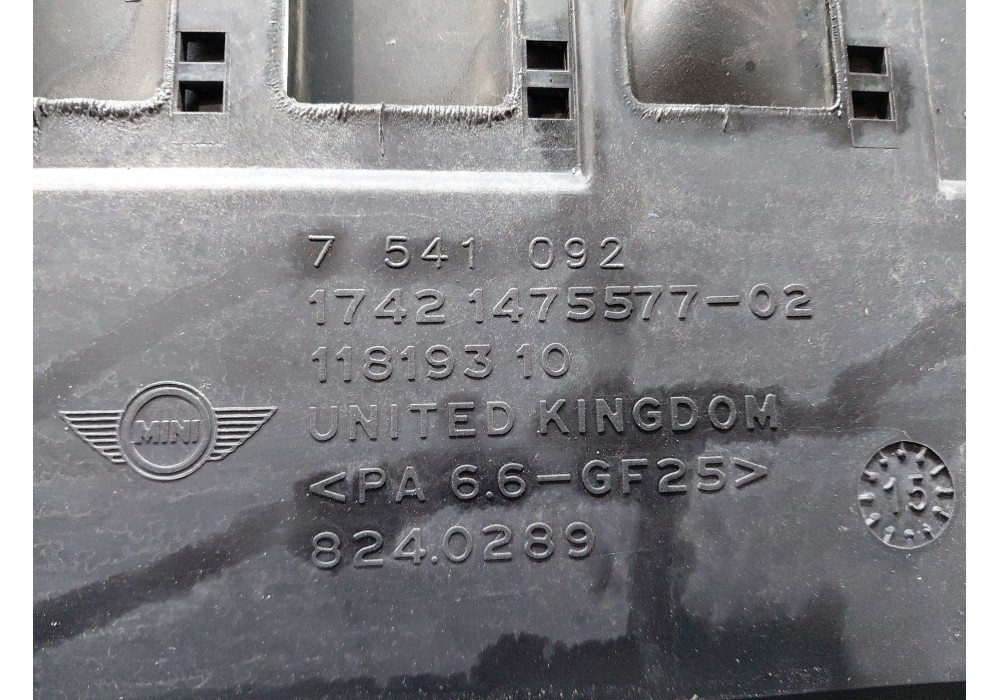 7 541 092
1742 1475577-02
118193 10
MINI
UNITED KINGDOM
<PA 6.6-GF25>
15
824.0289